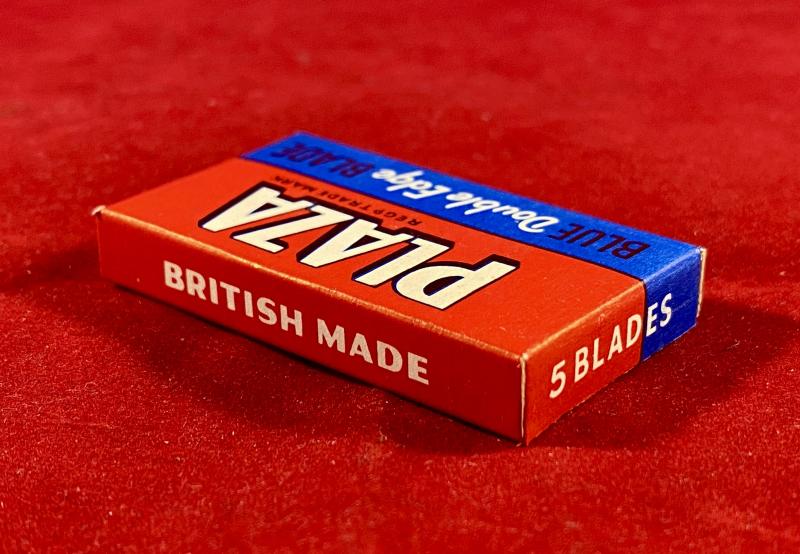 BLUE Double Edge BLADE
REGD TRADE MARK
PLAZA
BRITISH MADE
5 BLADES